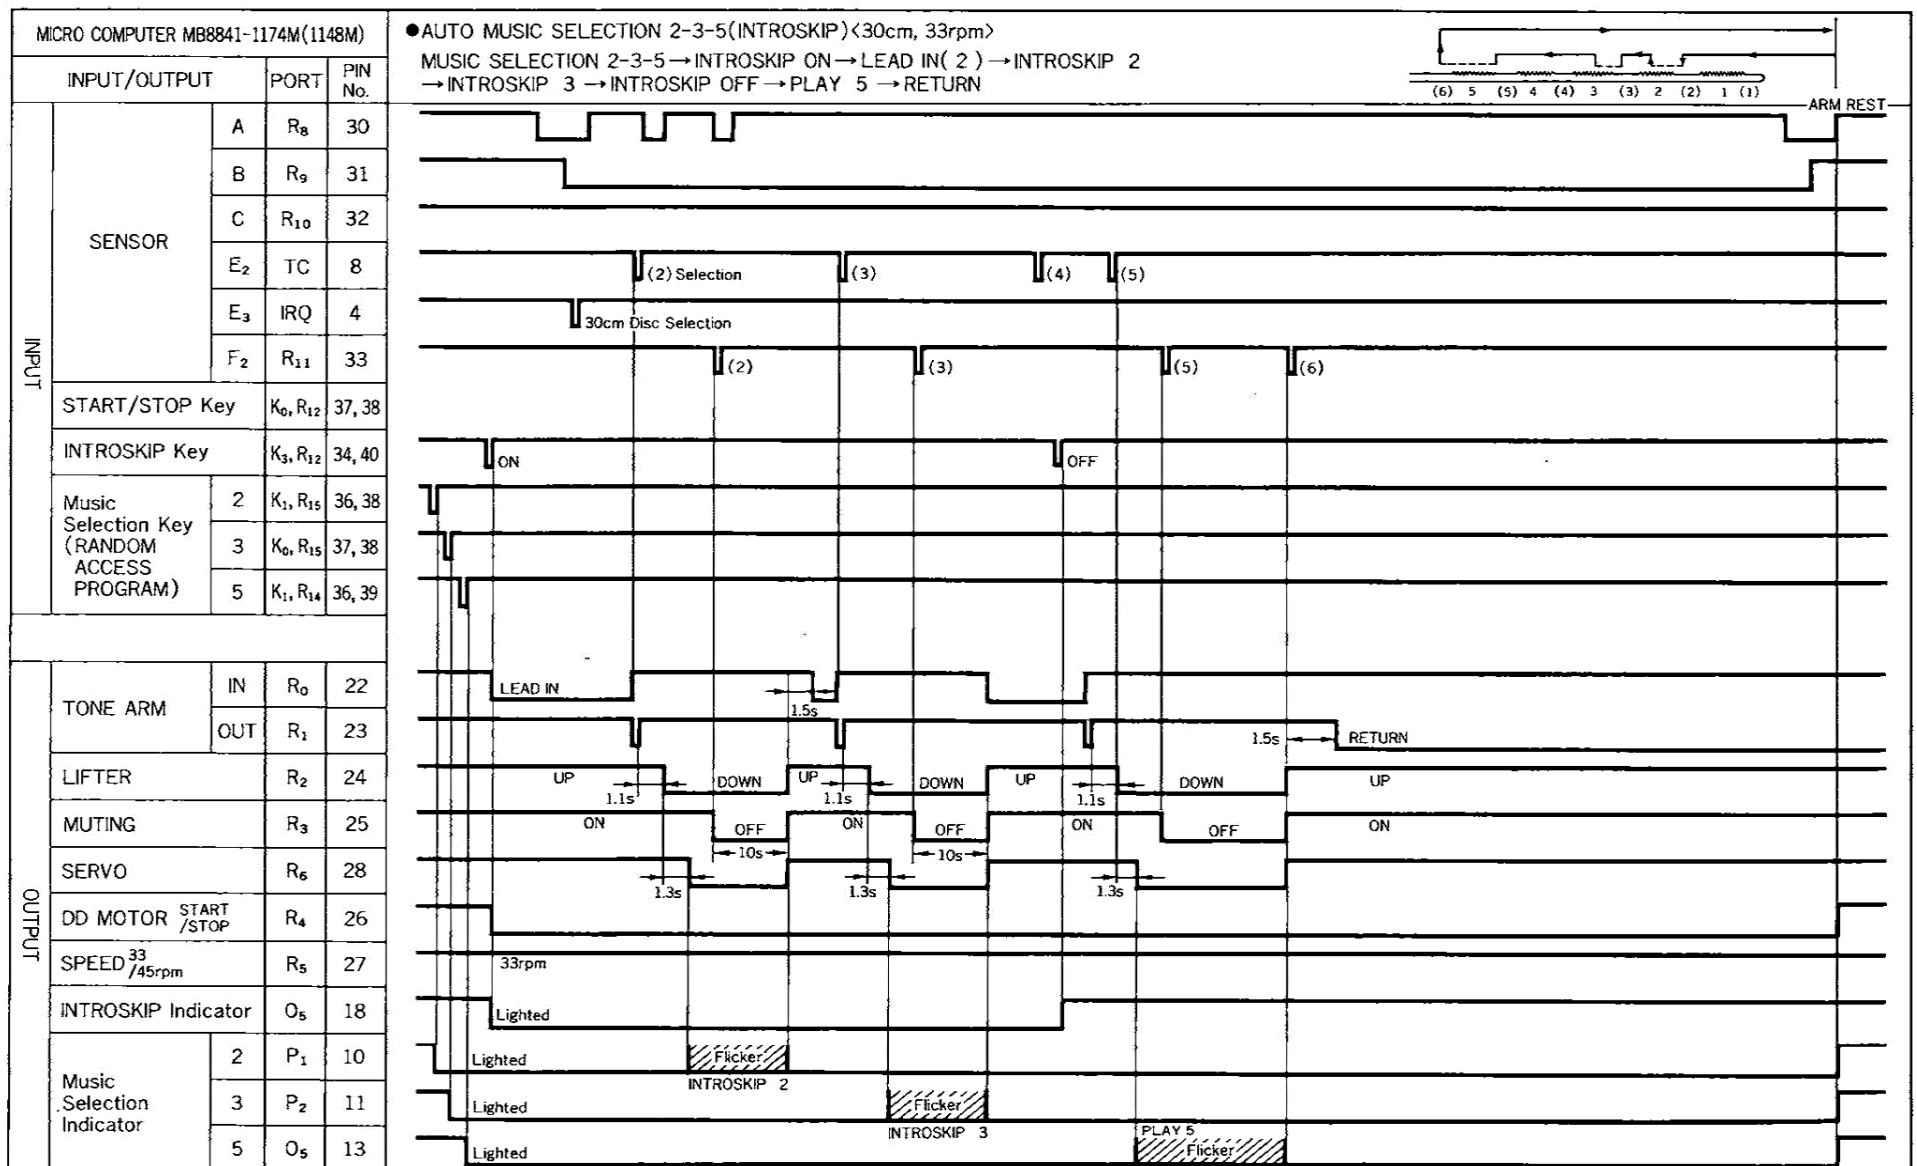 MICRO COMPUTER MB8841-1174M(1148M)
INPUT/OUTPUT PORT PIN No.
●AUTO MUSIC SELECTION 2-3-5(INTROSKIP)<30cm, 33rpm>
MUSIC SELECTION 2-3-5→INTROSKIP ON→LEAD IN( 2 )→INTROSKIP 2
→INTROSKIP 3 →INTROSKIP OFF→PLAY 5 →RETURN
(6) 5 (5) 4 (4) 3 (3) 2 (2) 1 (1)
ARM REST
INPUT
SENSOR
A R8 30
B R9 31
C R10 32
E2 TC 8
(2) Selection (3) (4) (5)
E3 IRQ 4
30cm Disc Selection
F2 R11 33
(2) (3) (5) (6)
START/STOP Key K0, R12 37, 38
INTROSKIP Key K3, R12 34, 40
ON OFF
Music
Selection Key
(RANDOM
ACCESS
PROGRAM)
2 K1, R15 36, 38
3 K0, R15 37, 38
5 K1, R14 36, 39
OUTPUT
TONE ARM
IN R0 22
LEAD IN 1.5s
OUT R1 23
1.5s RETURN
LIFTER R2 24
UP DOWN UP DOWN UP DOWN UP
1.1s 1.1s 1.1s
MUTING R3 25
ON OFF ON OFF ON OFF ON
10s 10s
SERVO R6 28
1.3s 1.3s 1.3s
DD MOTOR START/STOP R4 26
SPEED 33/45rpm R5 27
33rpm
INTROSKIP Indicator O5 18
Lighted
Music
Selection
Indicator
2 P1 10
Lighted Flicker
INTROSKIP 2
3 P2 11
Lighted Flicker
INTROSKIP 3
5 O5 13
PLAY 5
Lighted Flicker